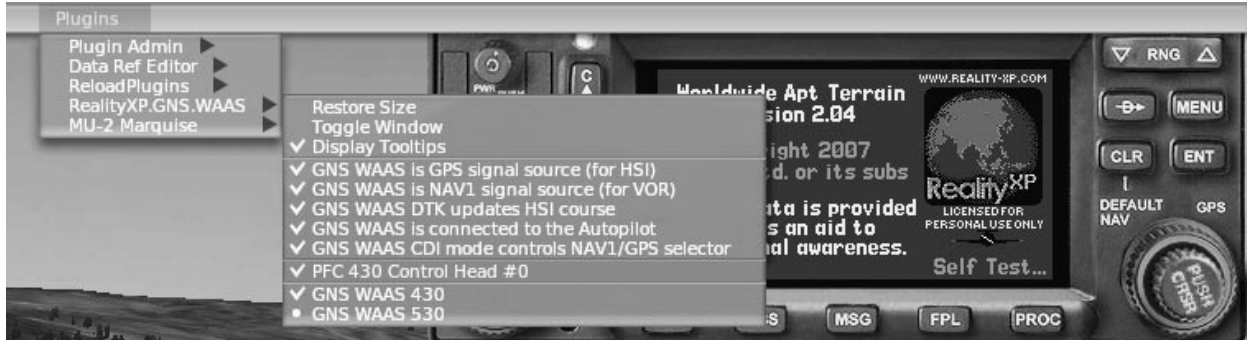 Plugins
Plugin Admin
Data Ref Editor
ReloadPlugins
RealityXP.GNS.WAAS
MU-2 Marquise
Restore Size
Toggle Window
Display Tooltips
GNS WAAS is GPS signal source (for HSI)
GNS WAAS is NAV1 signal source (for VOR)
GNS WAAS DTK updates HSI course
GNS WAAS is connected to the Autopilot
GNS WAAS CDI mode controls NAV1/GPS selector
PFC 430 Control Head #0
GNS WAAS 430
GNS WAAS 530
C
Worldwide Apt Terrain
sion 2.04
ight 2007
d. or its subs
ta is provided
s an aid to
al awareness.
WWW.REALITY-XP.COM
Reality XP
LICENSED FOR
PERSONAL USE ONLY
Self Test...
RNG
D
MENU
CLR
ENT
DEFAULT
NAV
GPS
PUSH
CRSR
S
MSG
FPL
PROC